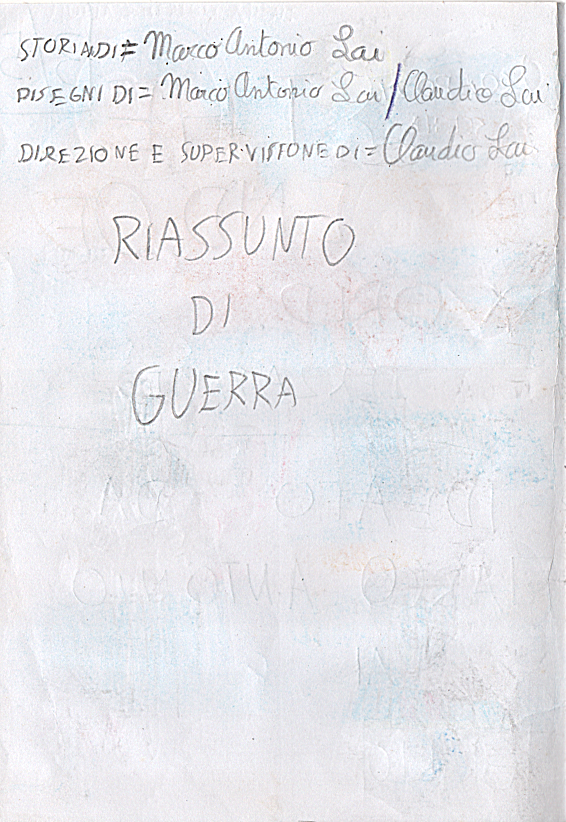 STORIA DI= Marco Antonio Lai
DISEGNI DI= Marco Antonio Lai/Claudio Lai
DIREZIONE E SUPERVISIONE DI= Claudio Lai
RIASSUNTO
DI
GUERRA